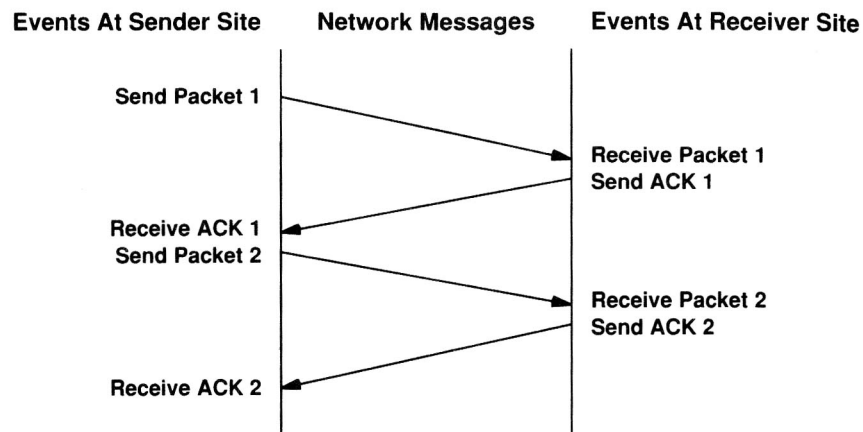 Events At Sender Site
Network Messages
Events At Receiver Site
Send Packet 1
Receive Packet 1
Send ACK 1
Receive ACK 1
Send Packet 2
Receive Packet 2
Send ACK 2
Receive ACK 2